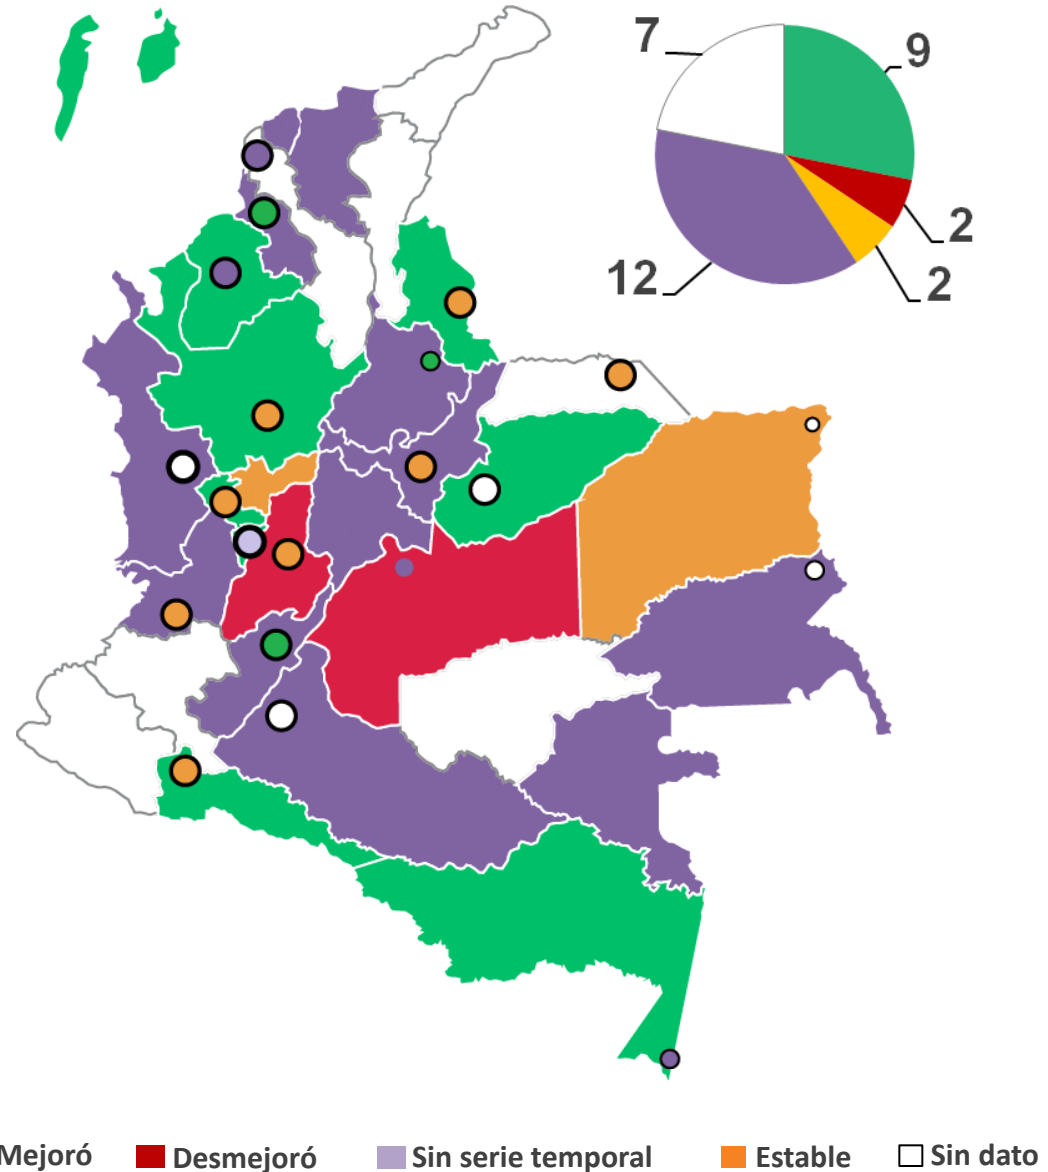 7
9
2
2
12
Mejoró
Desmejoró
Sin serie temporal
Estable
Sin dato